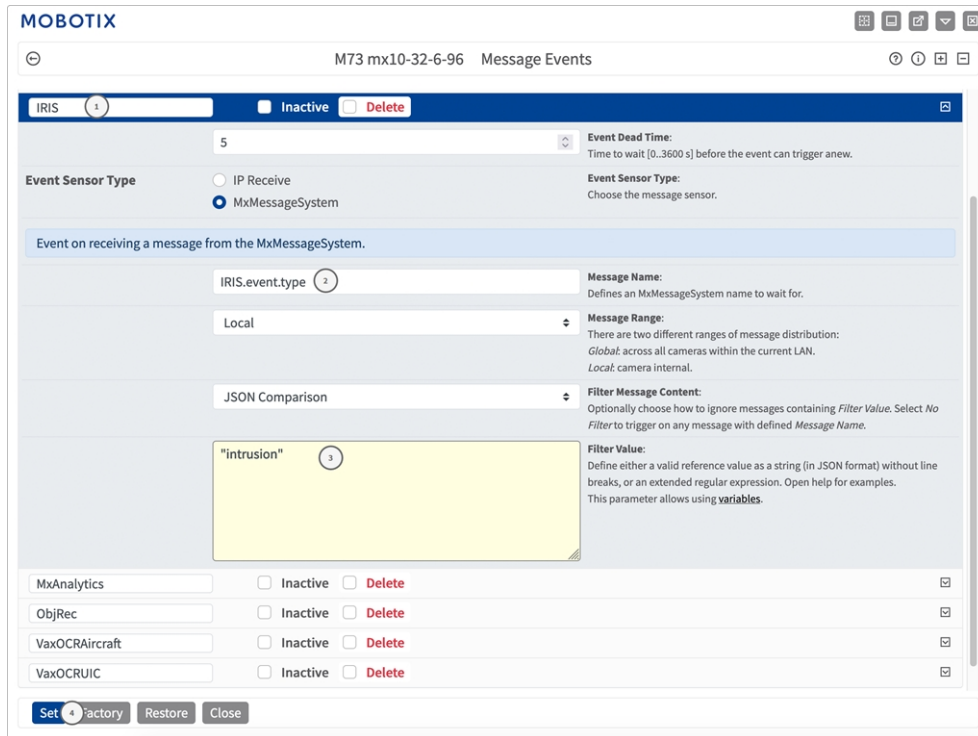 MOBOTIX
M73 mx10-32-6-96 Message Events
IRIS 1 Inactive Delete
5
Event Dead Time:
Time to wait [0..3600 s] before the event can trigger anew.
Event Sensor Type
IP Receive
MxMessageSystem
Event Sensor Type:
Choose the message sensor.
Event on receiving a message from the MxMessageSystem.
IRIS.event.type 2
Message Name:
Defines an MxMessageSystem name to wait for.
Local
Message Range:
There are two different ranges of message distribution:
Global: across all cameras within the current LAN.
Local: camera internal.
JSON Comparison
Filter Message Content:
Optionally choose how to ignore messages containing Filter Value. Select No
Filter to trigger on any message with defined Message Name.
"intrusion" 3
Filter Value:
Define either a valid reference value as a string (in JSON format) without line
breaks, or an extended regular expression. Open help for examples.
This parameter allows using variables.
MxAnalytics Inactive Delete
ObjRec Inactive Delete
VaxOCRAircraft Inactive Delete
VaxOCRUIC Inactive Delete
Set 4 Factory Restore Close